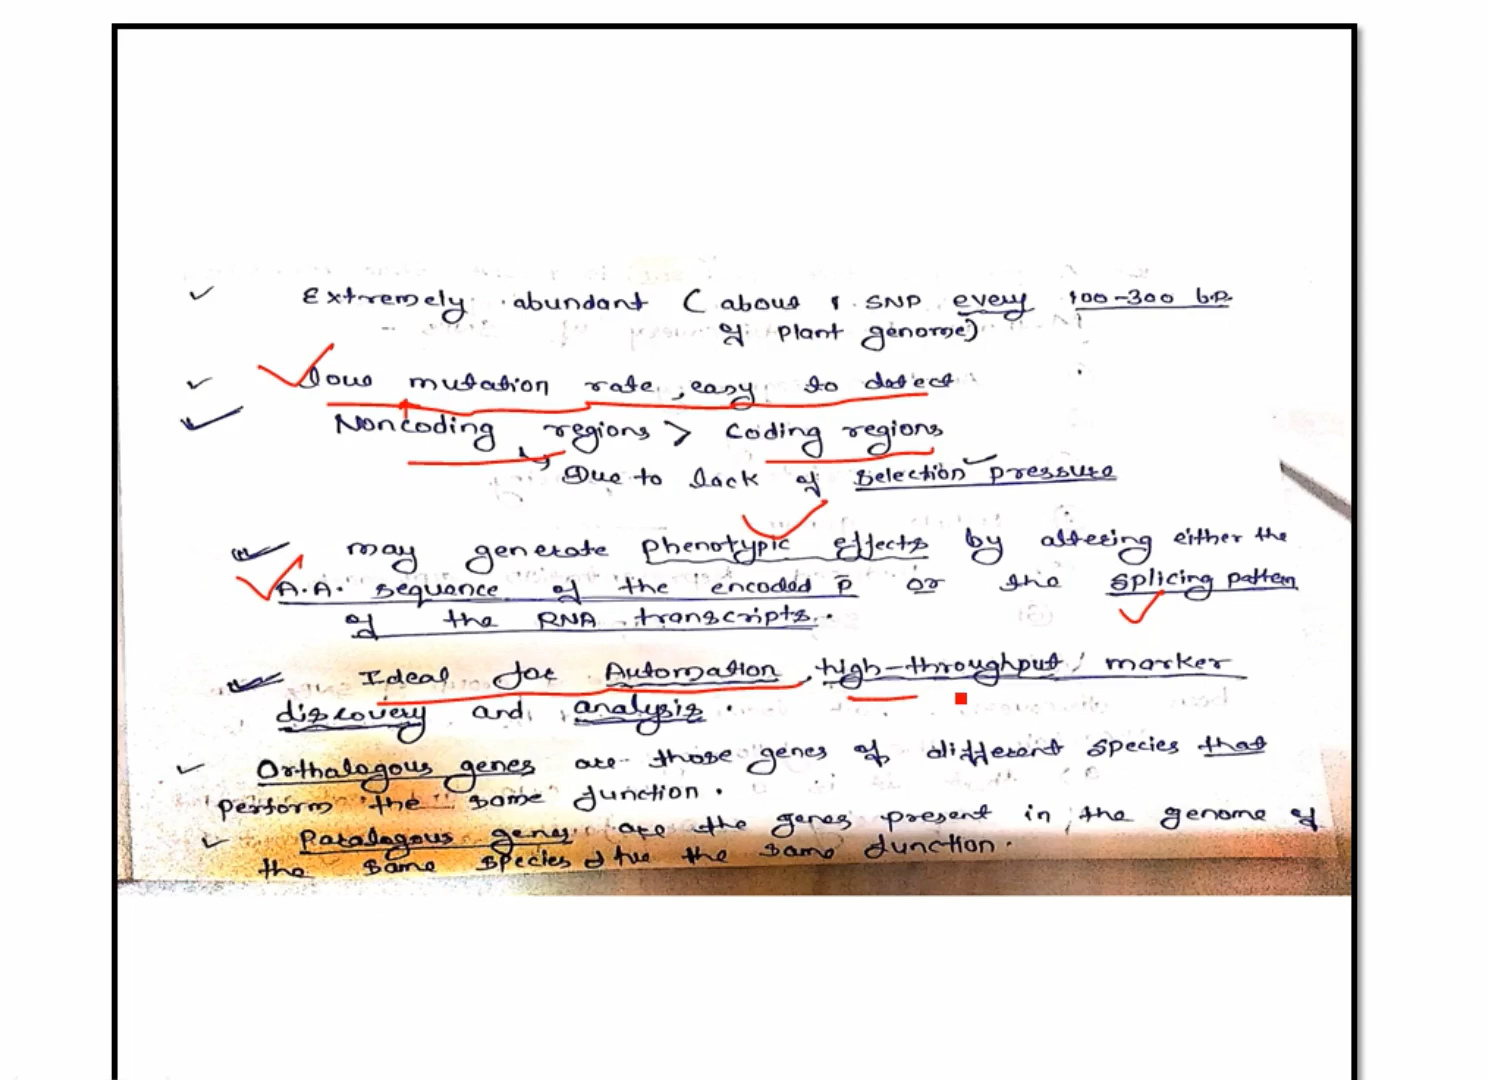 Extremely abundant (about 1 SNP every 100-300 b.p.
of plant genome)
low mutation rate, easy to detect
Noncoding regions > Coding regions
Due to lack of selection pressure
may generate phenotypic effects by altering either the
A.A. sequence of the encoded p̄ or the splicing pattern
of the RNA transcripts.
Ideal for Automation, high-throughput / marker
discovery and analysis.
Orthologous genes are those genes of different species that
perform the same function.
Paralogous genes are the genes present in the genome of
the same species the same function.